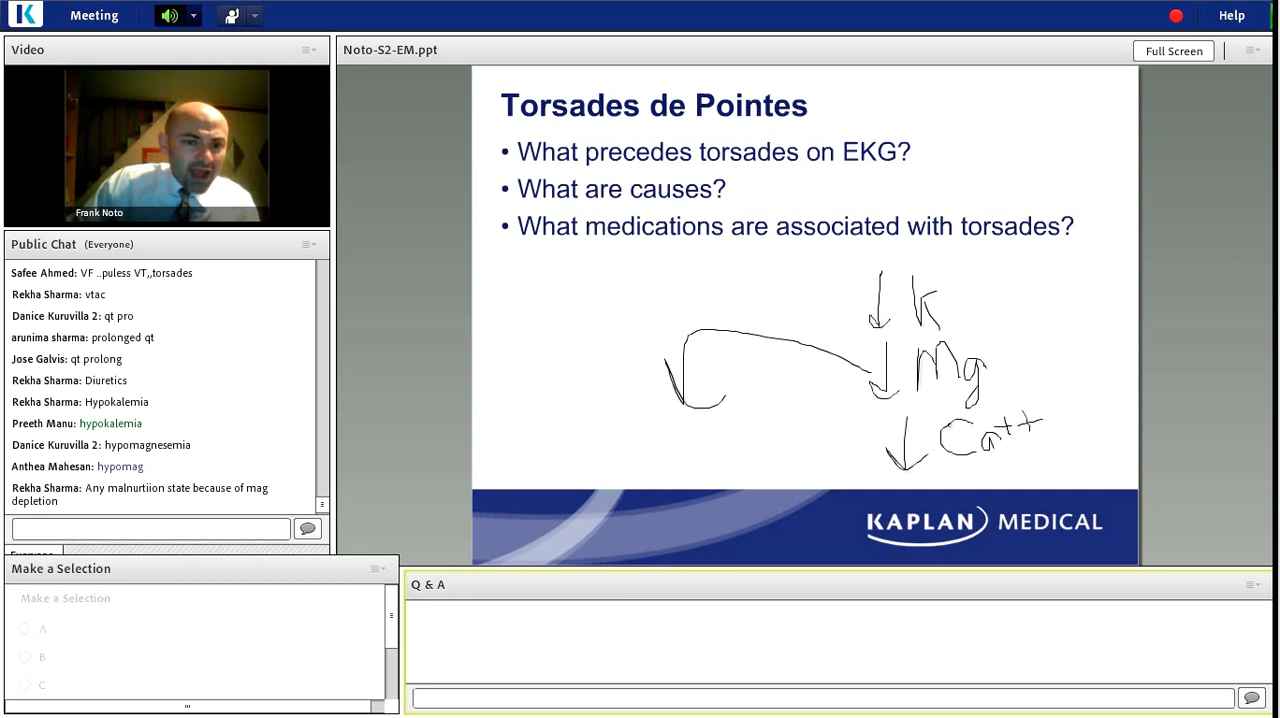 Meeting
Help
Video
Noto-S2-EM.ppt
Full Screen
Frank Noto
Torsades de Pointes
• What precedes torsades on EKG?
• What are causes?
• What medications are associated with torsades?
↓ K
↓ Mg
↓ Ca++
KAPLAN MEDICAL
Public Chat (Everyone)
Safee Ahmed: VF ..puless VT,,torsades
Rekha Sharma: vtac
Danice Kuruvilla 2: qt pro
arunima sharma: prolonged qt
Jose Galvis: qt prolong
Rekha Sharma: Diuretics
Rekha Sharma: Hypokalemia
Preeth Manu: hypokalemia
Danice Kuruvilla 2: hypomagnesemia
Anthea Mahesan: hypomag
Rekha Sharma: Any malnurtiion state because of mag
depletion
Everyone
Make a Selection
Make a Selection
A
B
C
Q & A